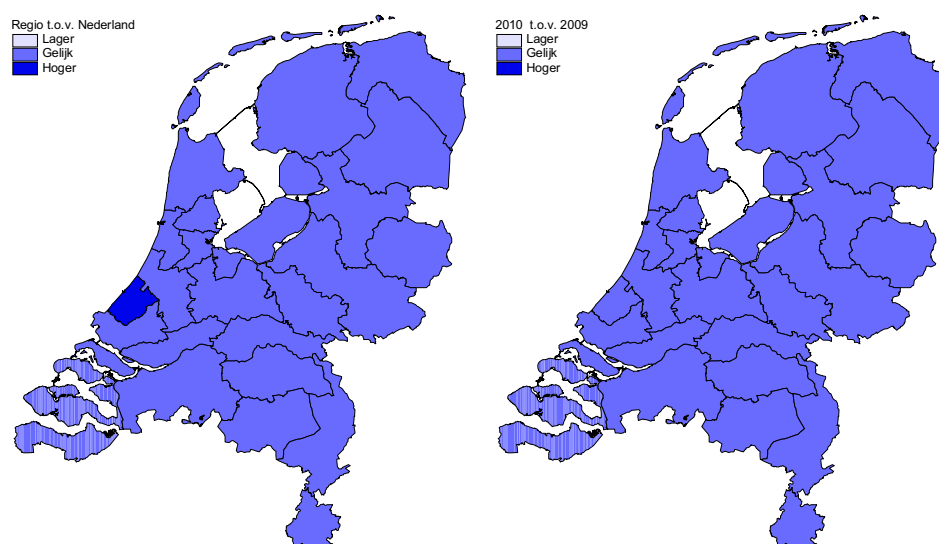 Regio t.o.v. Nederland
Lager
Gelijk
Hoger
2010 t.o.v. 2009
Lager
Gelijk
Hoger